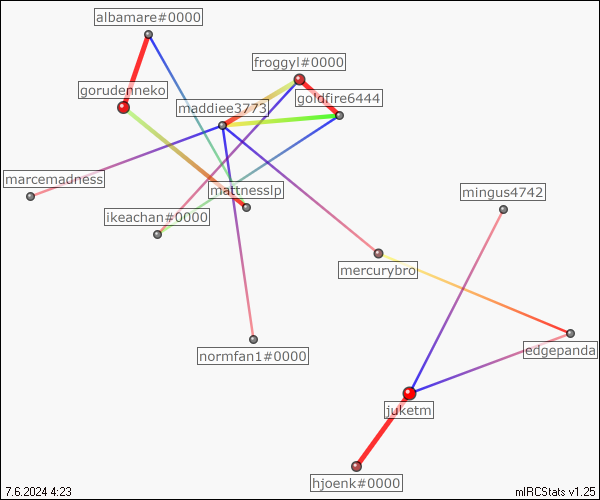 albamare#0000
froggyl#0000
gorudenneko
goldfire6444
maddiee3773
marcemadness
mattnesslp
mingus4742
ikeachan#0000
mercurybro
normfan1#0000
edgepanda
juketm
hjoenk#0000
7.6.2024 4:23
mIRCStats v1.25